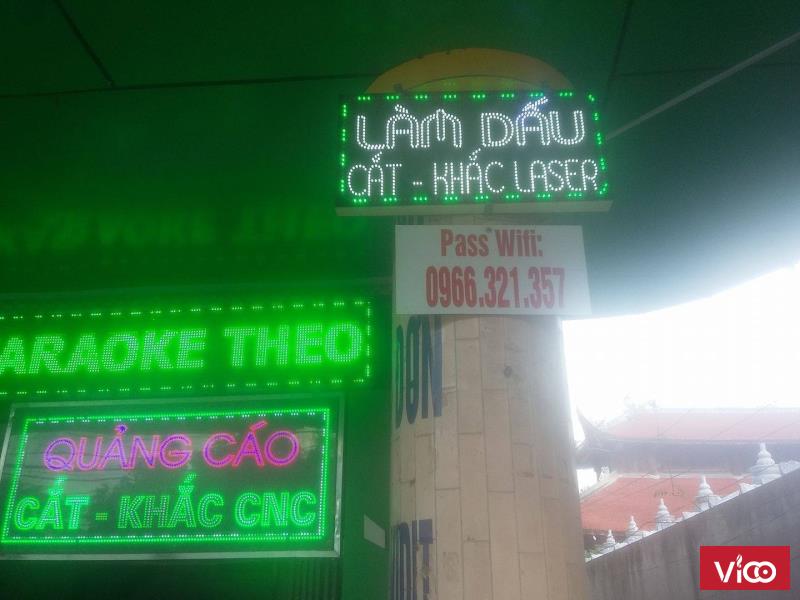 LÀM DẤU
CẮT - KHẮC LASER
Pass Wifi:
0966.321.357
ARAOKE THEO
QUẢNG CÁO
CẮT - KHẮC CNC
ViCO